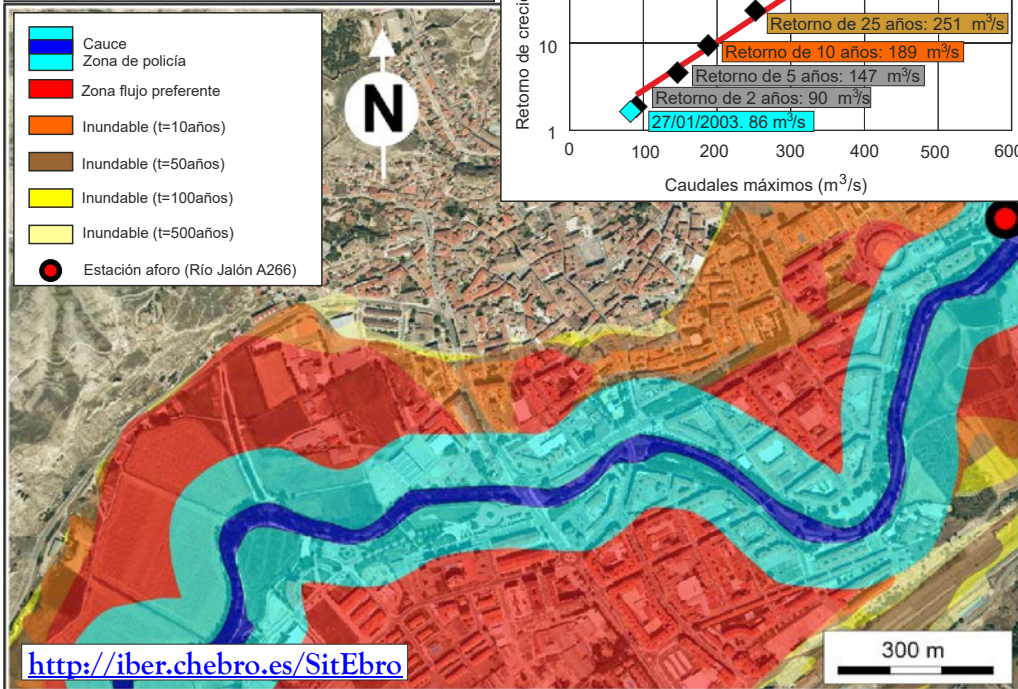 Cauce
Zona de policía
Zona flujo preferente
Inundable (t=10años)
Inundable (t=50años)
Inundable (t=100años)
Inundable (t=500años)
Estación aforo (Río Jalón A266)
N
Retorno de
10
1
Retorno de 25 años: 251 m³/s
Retorno de 10 años: 189 m³/s
Retorno de 5 años: 147 m³/s
Retorno de 2 años: 90 m³/s
27/01/2003. 86 m³/s
0 100 200 300 400 500 600
Caudales máximos (m³/s)
http://iber.chebro.es/SitEbro
300 m